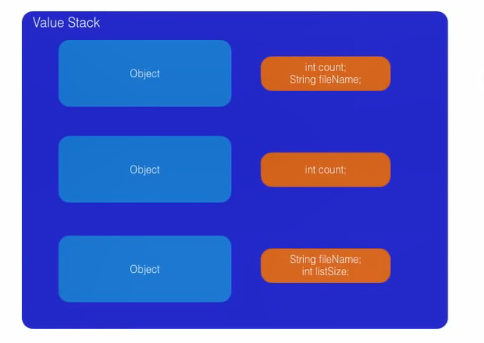 Value Stack
Object
int count;
String fileName;
Object
int count;
Object
String fileName;
int listSize;